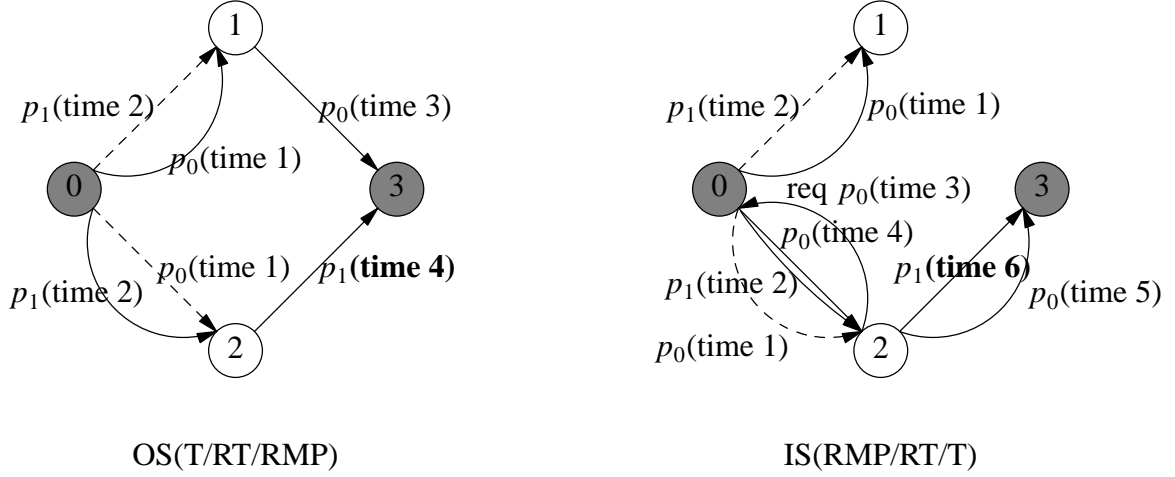 1
p1(time 2)
p0(time 3)
p0(time 1)
0
3
p0(time 1)
p1(time 4)
p1(time 2)
2
OS(T/RT/RMP)
1
p1(time 2)
p0(time 1)
0
req p0(time 3)
3
p0(time 4)
p1(time 6)
p1(time 2)
p0(time 5)
p0(time 1)
2
IS(RMP/RT/T)